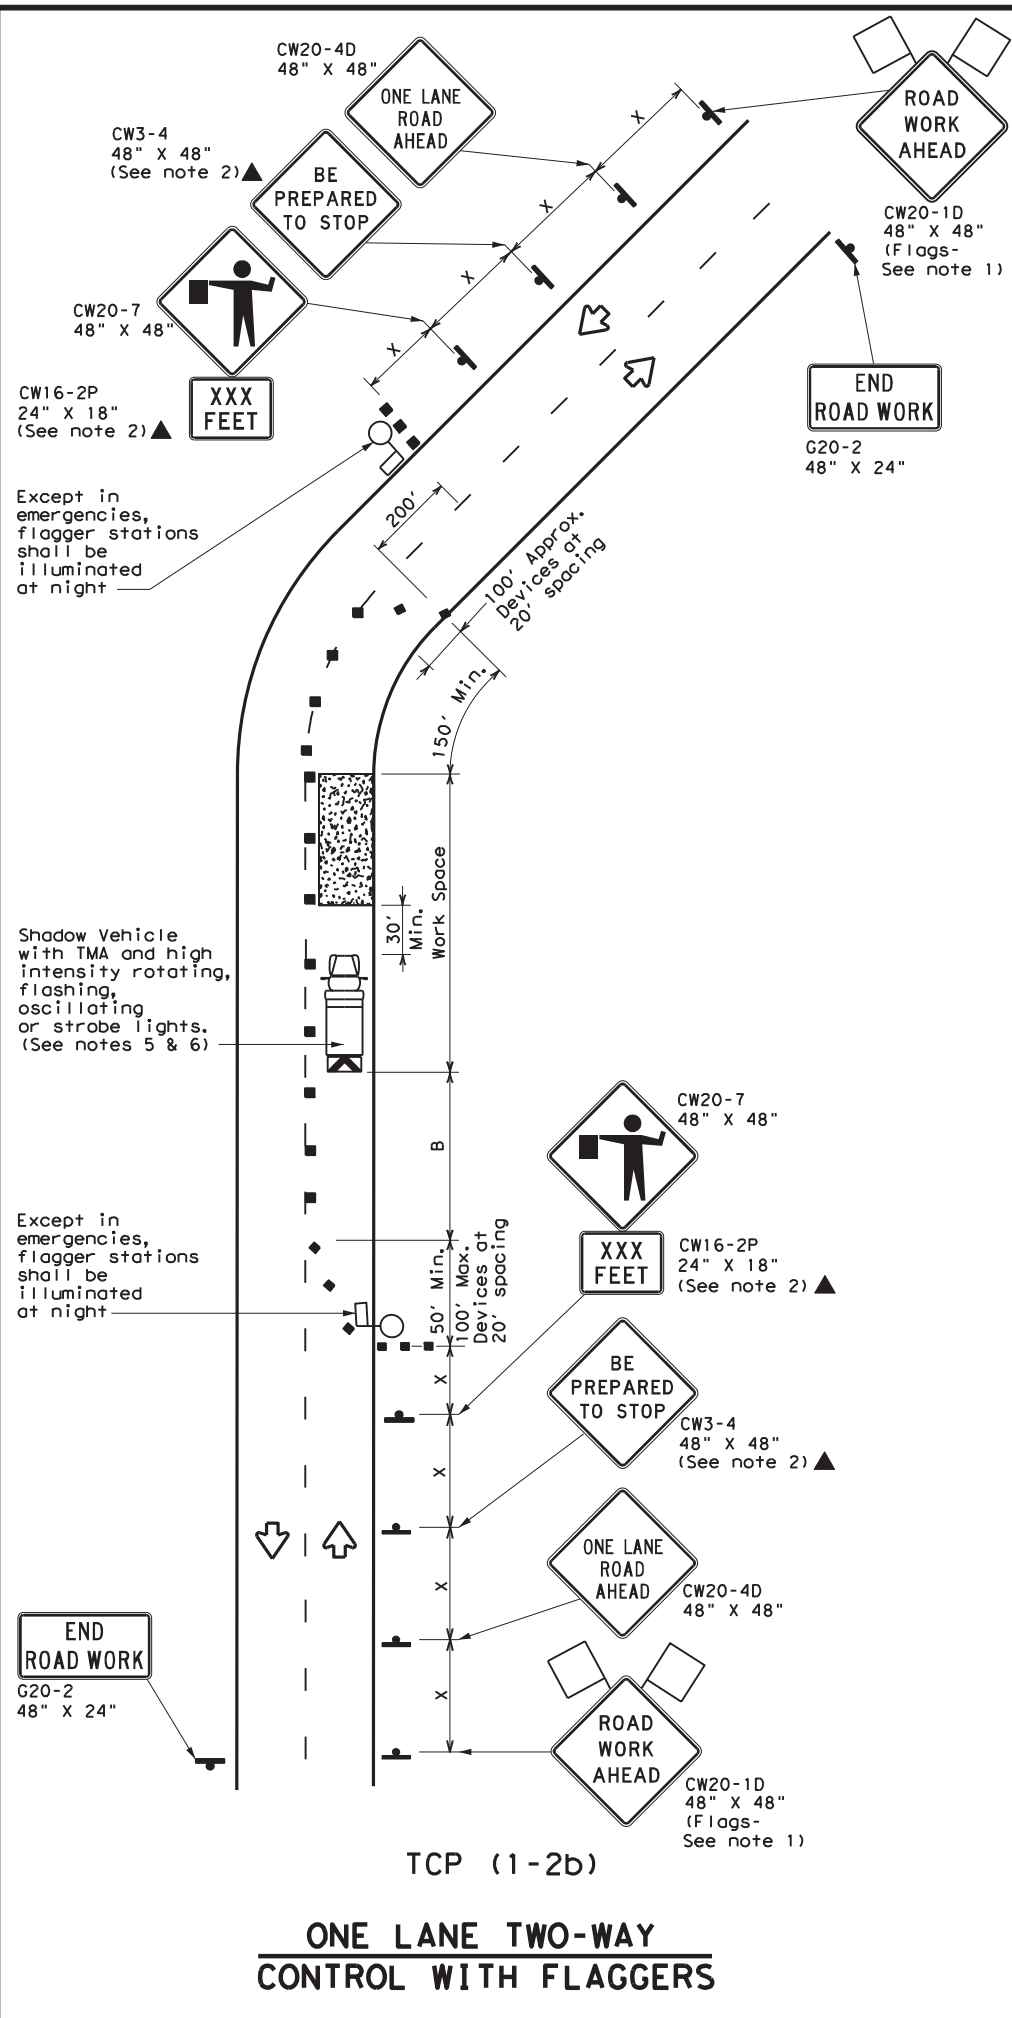 CW20-4D
48" X 48"
ONE LANE
ROAD
AHEAD
ROAD
WORK
AHEAD
CW20-1D
48" X 48"
(Flags-
See note 1)
CW3-4
48" X 48"
(See note 2)▲
BE
PREPARED
TO STOP
X
X
X
X
CW20-7
48" X 48"
CW16-2P
24" X 18"
(See note 2)▲
XXX
FEET
END
ROAD WORK
G20-2
48" X 24"
Except in
emergencies,
flagger stations
shall be
illuminated
at night
200'
100' Approx.
Devices at
20' spacing
150' Min.
Work Space
30'
Min.
Shadow Vehicle
with TMA and high
intensity rotating,
flashing,
oscillating
or strobe lights.
(See notes 5 & 6)
B
CW20-7
48" X 48"
XXX
FEET
CW16-2P
24" X 18"
(See note 2)▲
Except in
emergencies,
flagger stations
shall be
illuminated
at night
50' Min.
100' Max.
Devices at
20' spacing
X
X
X
X
BE
PREPARED
TO STOP
CW3-4
48" X 48"
(See note 2)▲
ONE LANE
ROAD
AHEAD
CW20-4D
48" X 48"
END
ROAD WORK
G20-2
48" X 24"
ROAD
WORK
AHEAD
CW20-1D
48" X 48"
(Flags-
See note 1)
TCP (1-2b)
ONE LANE TWO-WAY
CONTROL WITH FLAGGERS